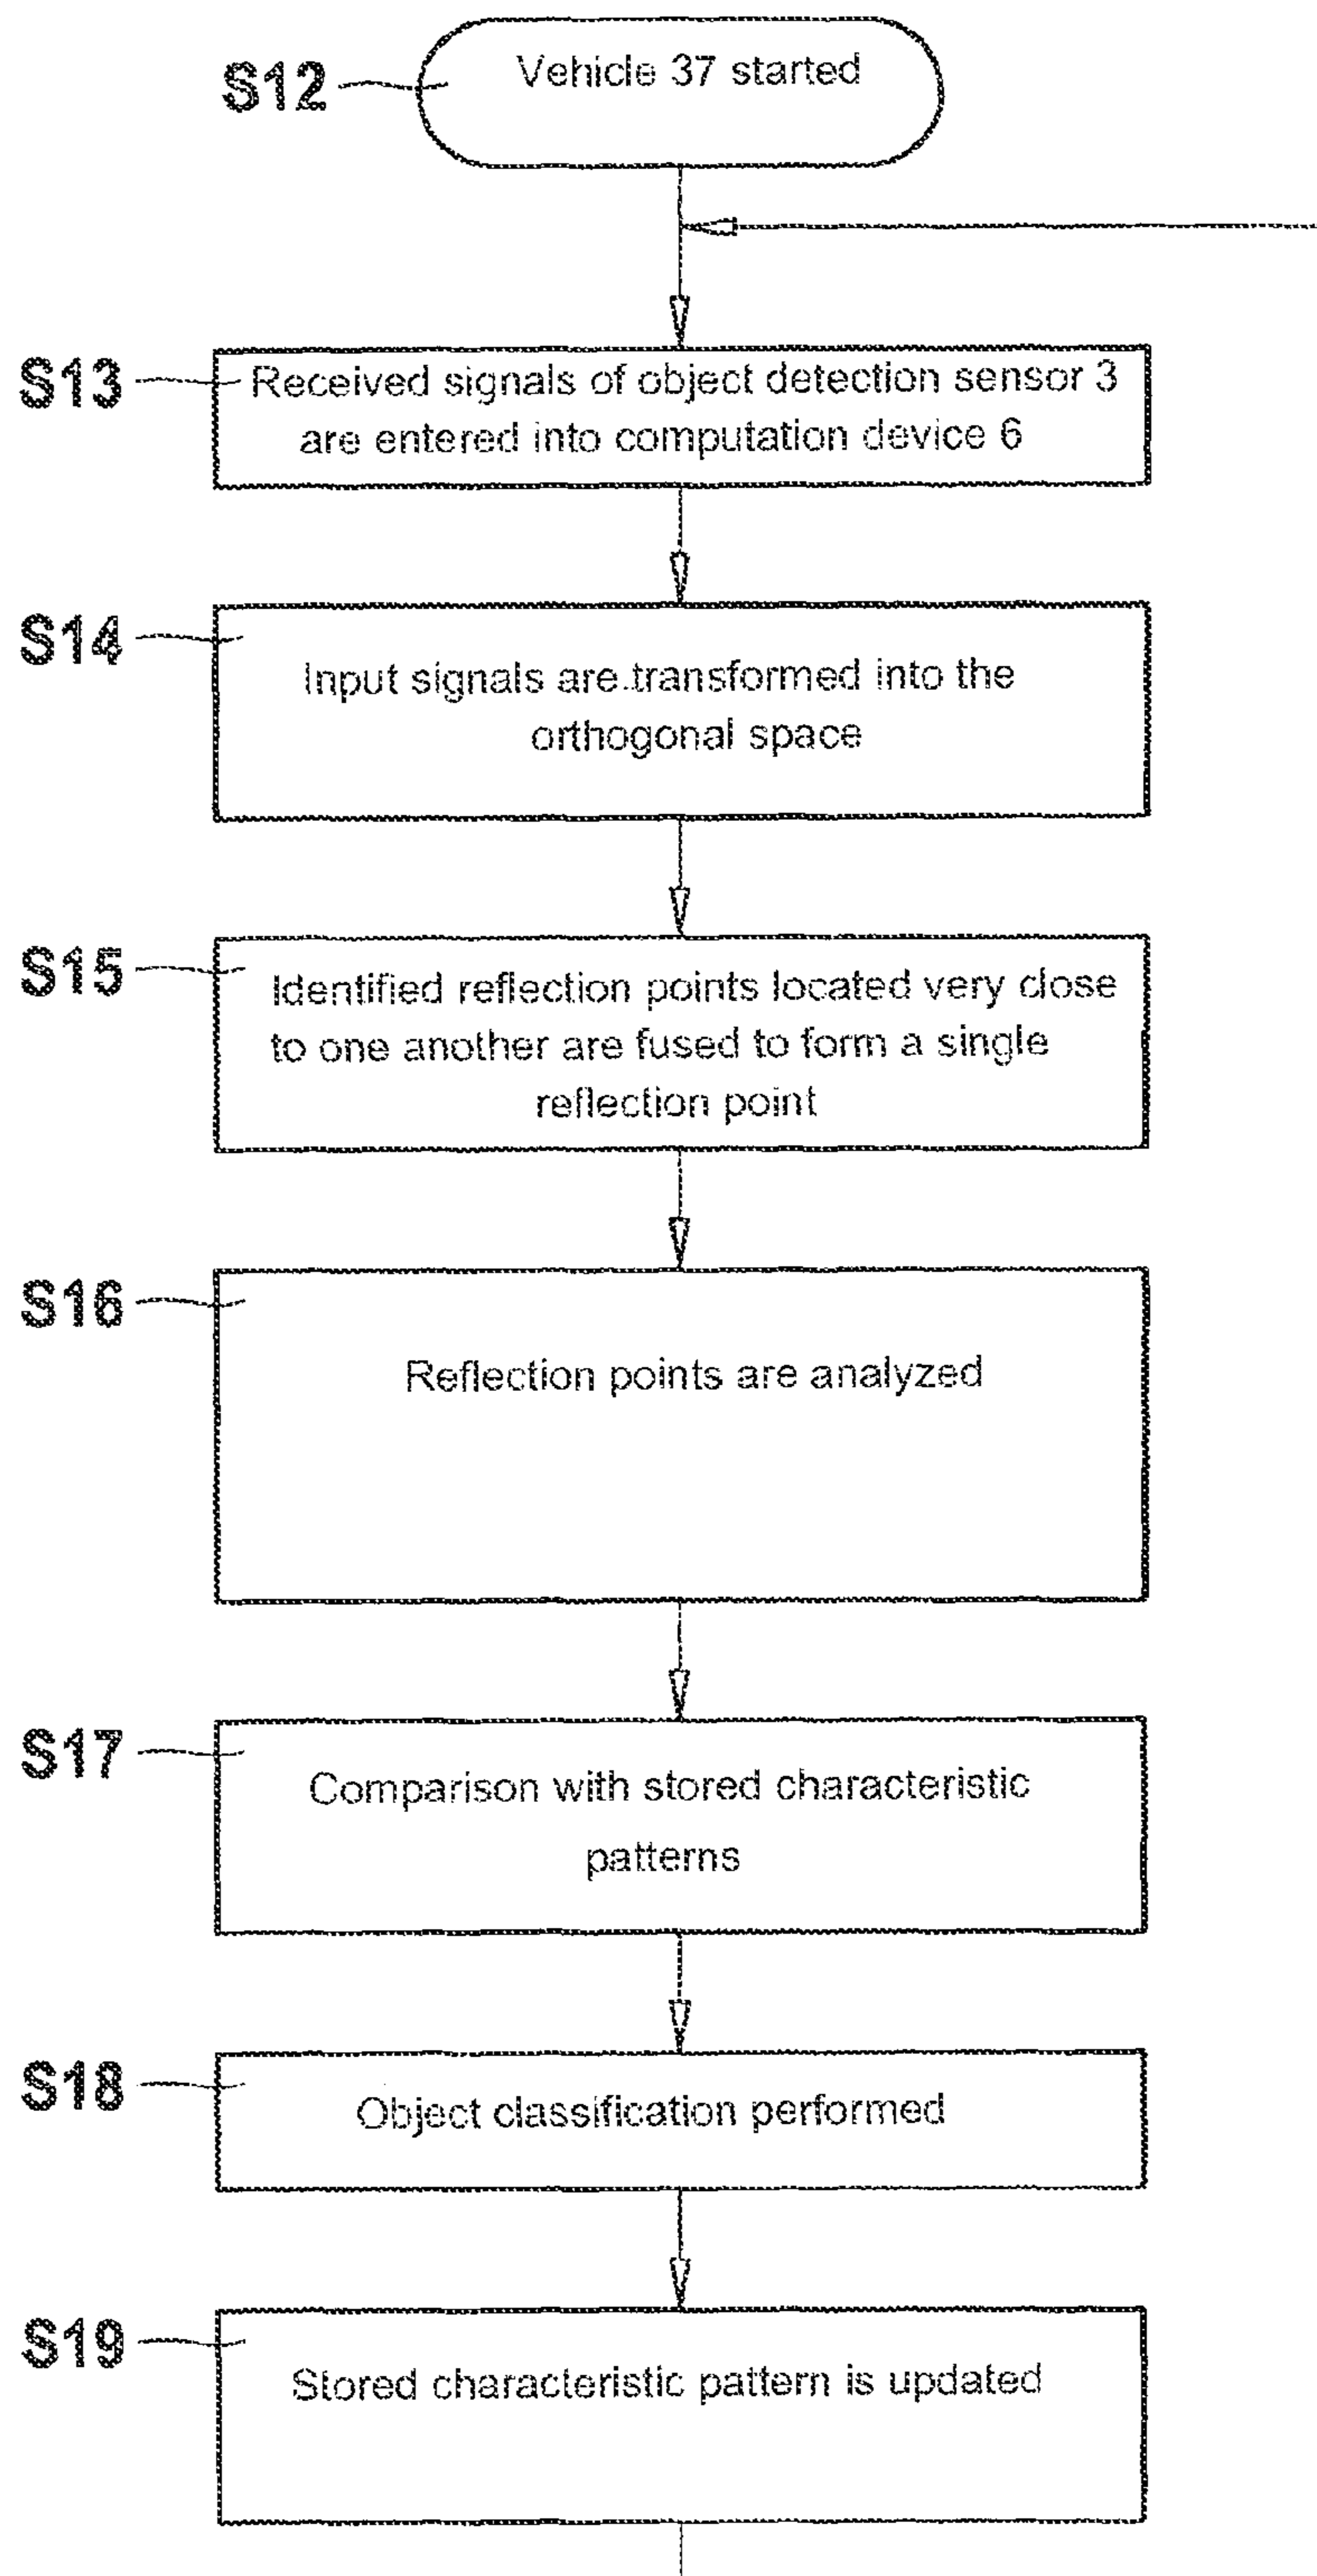 S12
Vehicle 37 started
S13
Received signals of object detection sensor 3
are entered into computation device 6
S14
Input signals are transformed into the
orthogonal space
S15
Identified reflection points located very close
to one another are fused to form a single
reflection point
S16
Reflection points are analyzed
S17
Comparison with stored characteristic
patterns
S18
Object classification performed
S19
Stored characteristic pattern is updated